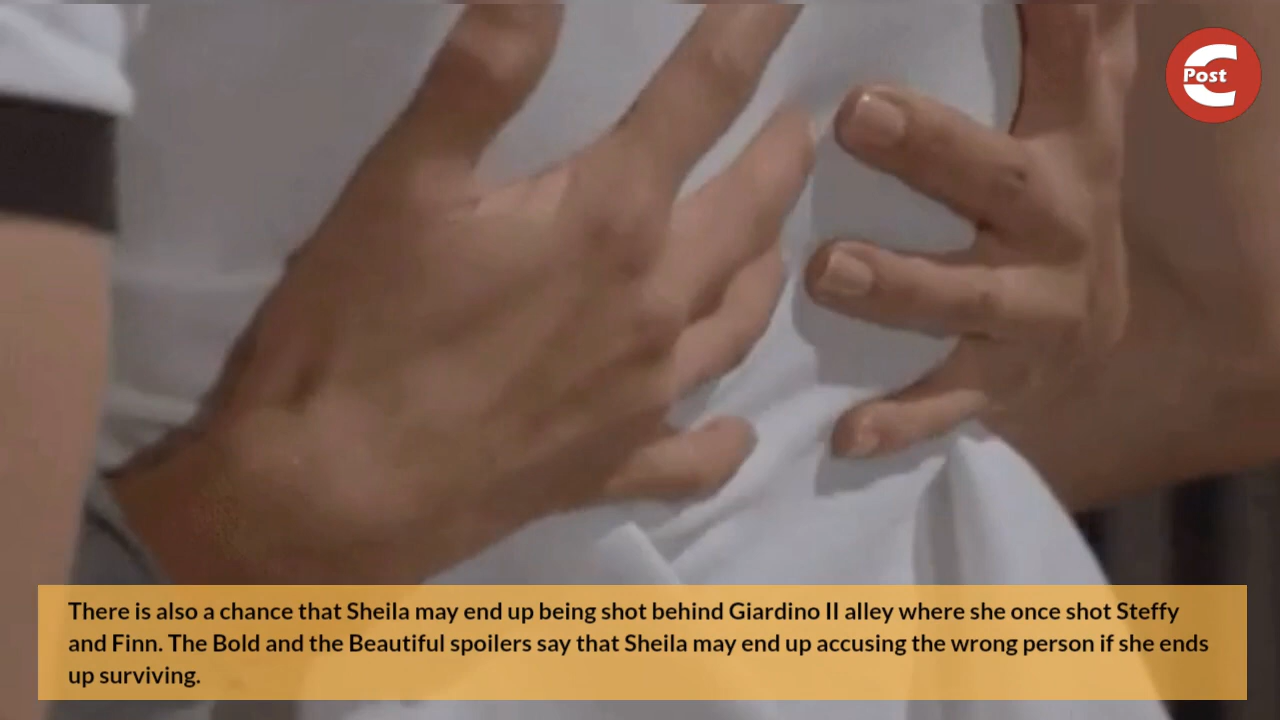 Post
There is also a chance that Sheila may end up being shot behind Giardino II alley where she once shot Steffy
and Finn. The Bold and the Beautiful spoilers say that Sheila may end up accusing the wrong person if she ends
up surviving.